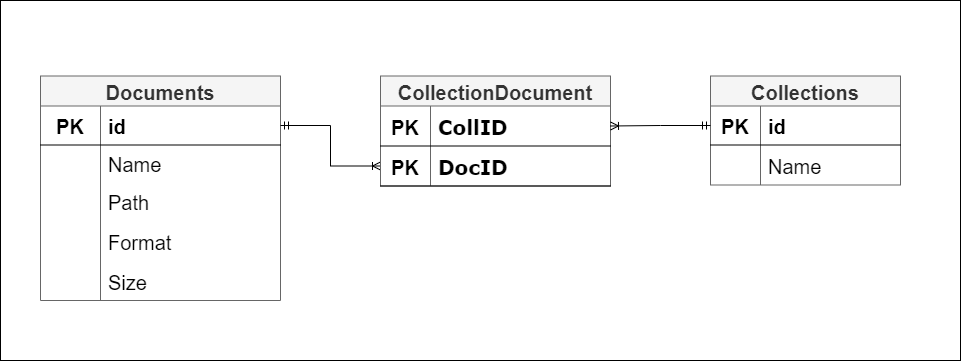 Documents
PK id
Name
Path
Format
Size
CollectionDocument
PK CollID
PK DocID
Collections
PK id
Name